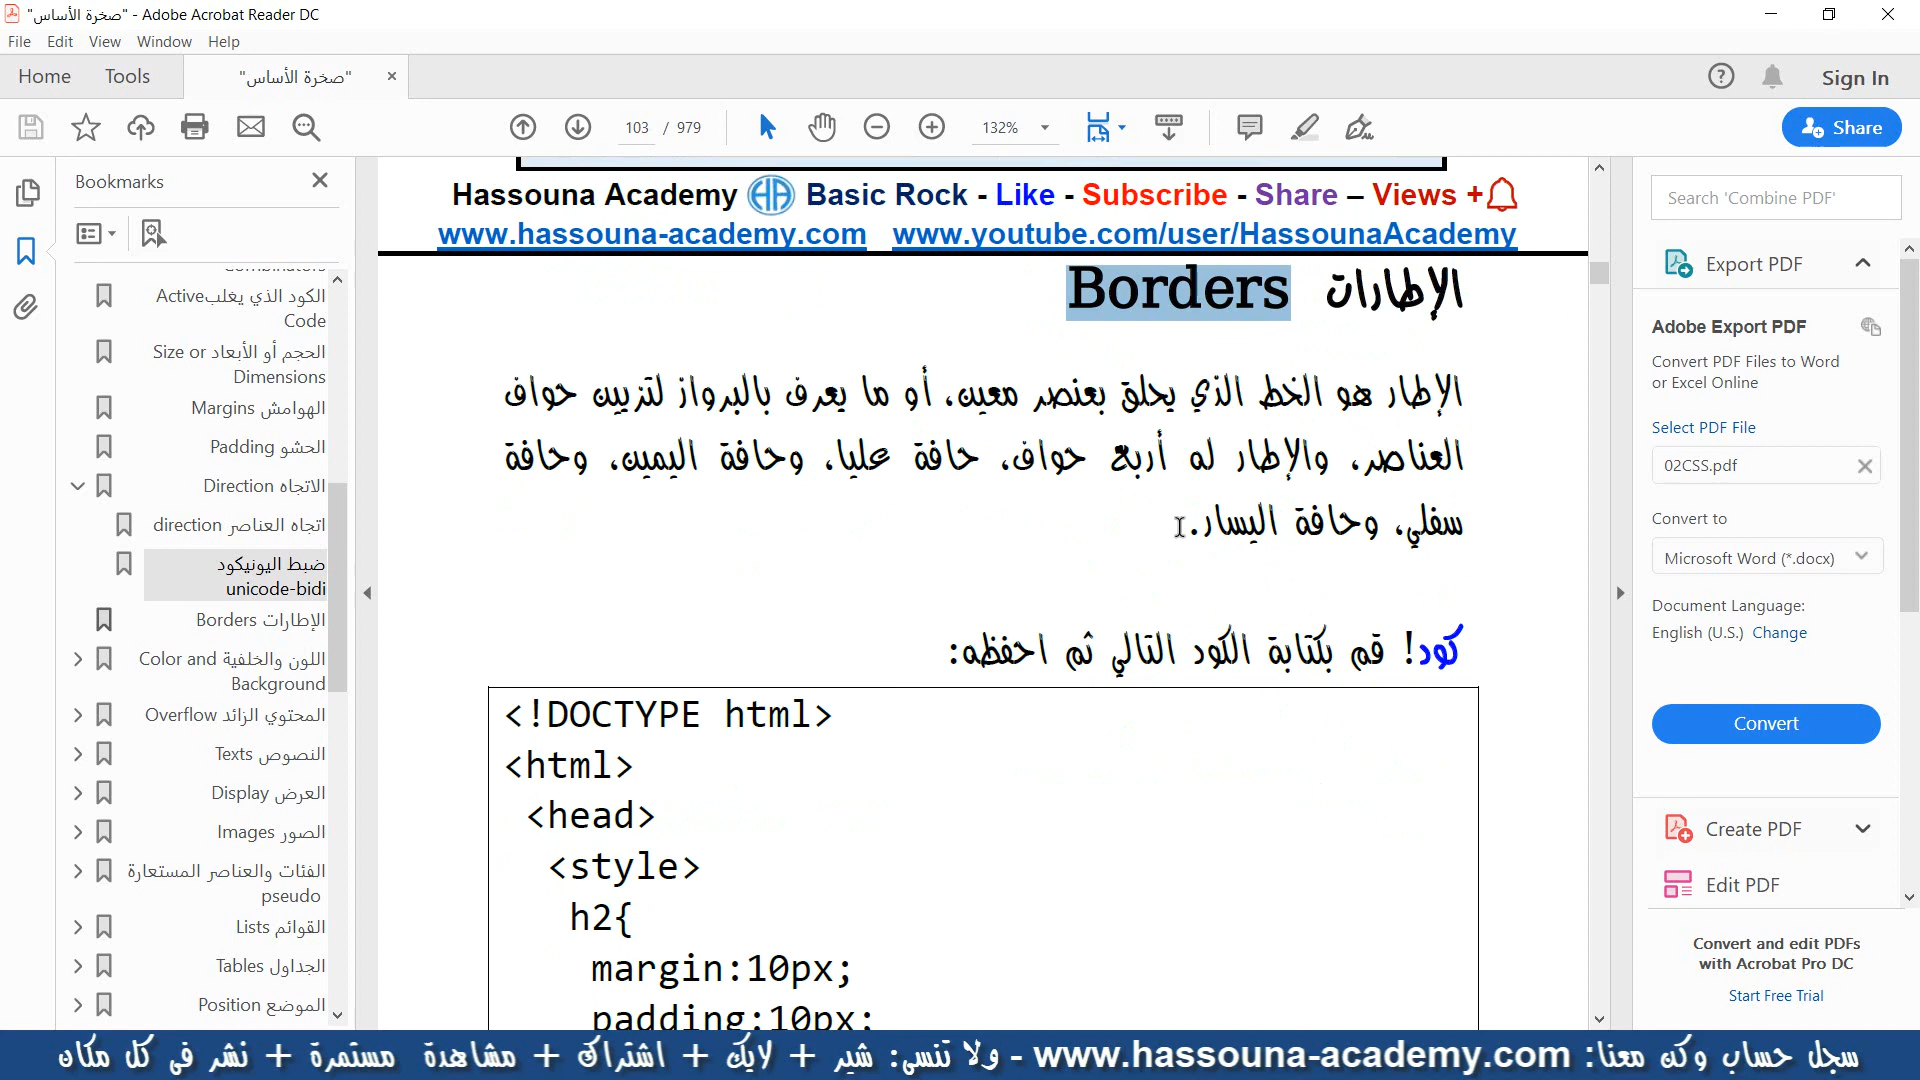 "صخرة الأساس" - Adobe Acrobat Reader DC
File Edit View Window Help
Home Tools "صخرة الأساس" Sign In
103 / 979 132% Share
Bookmarks
الكود الذي يغلب Active Code
الحجم أو الأبعاد Size or Dimensions
الهوامش Margins
الحشو Padding
الاتجاه Direction
اتجاه العناصر direction
ضبط اليونيكود unicode-bidi
الإطارات Borders
اللون والخلفية Color and Background
المحتوي الزائد Overflow
النصوص Texts
العرض Display
الصور Images
الفئات والعناصر المستعارة pseudo
القوائم Lists
الجداول Tables
الموضع Position
Hassouna Academy HA Basic Rock - Like - Subscribe - Share – Views +
www.hassouna-academy.com www.youtube.com/user/HassounaAcademy
الإطارات Borders
الإطار هو الخط الذي يحلق بعنصر معين، أو ما يعرف بالبرواز لتزيين حواف
العناصر، والإطار له أربع حواف، حافة عليا، وحافة اليمين، وحافة
سفلي، وحافة اليسار.
كود! قم بكتابة الكود التالي ثم احفظه:
<!DOCTYPE html>
<html>
<head>
<style>
h2{
margin:10px;
padding:10px;
Search 'Combine PDF'
Export PDF
Adobe Export PDF
Convert PDF Files to Word
or Excel Online
Select PDF File
02CSS.pdf
Convert to
Microsoft Word (*.docx)
Document Language:
English (U.S.) Change
Convert
Create PDF
Edit PDF
Convert and edit PDFs
with Acrobat Pro DC
Start Free Trial
سجل حساب وكن معنا: www.hassouna-academy.com - ولا تنسى: شير + لايك + اشتراك + مشاهدة مستمرة + نشر في كل مكان